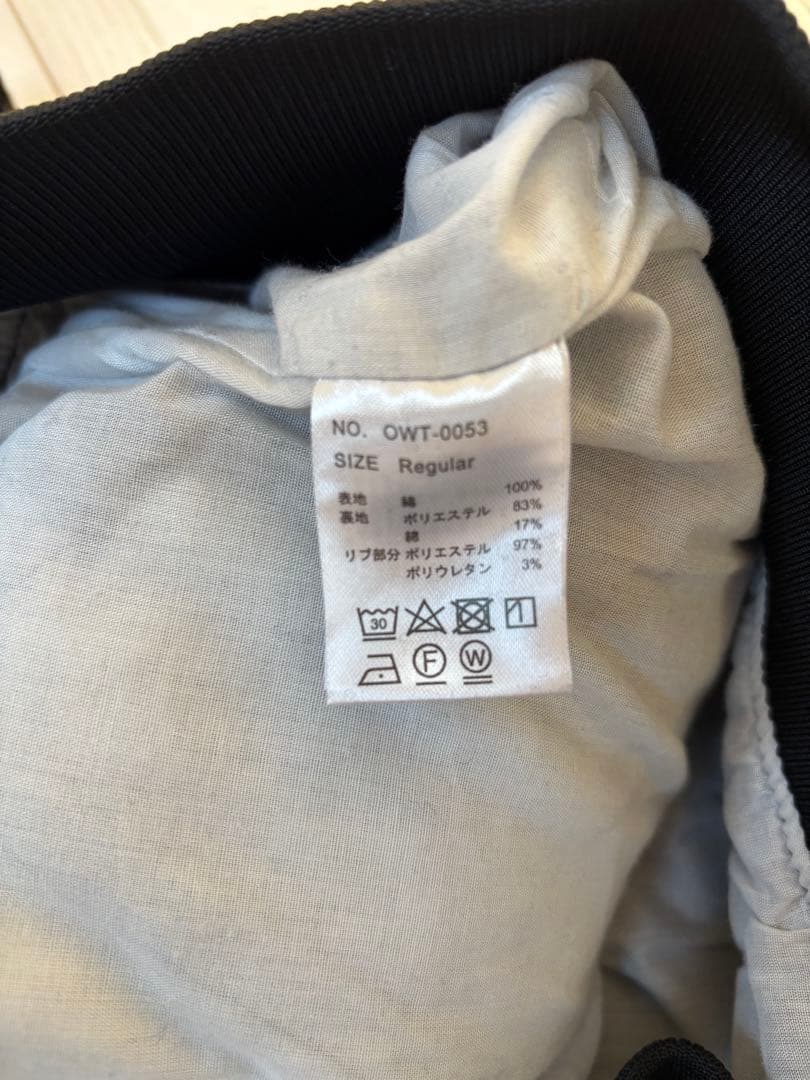 NO. OWT-0053
SIZE Regular
表地 綿 100%
裏地 ポリエステル 83%
綿 17%
リブ部分 ポリエステル 97%
ポリウレタン 3%
30
F W